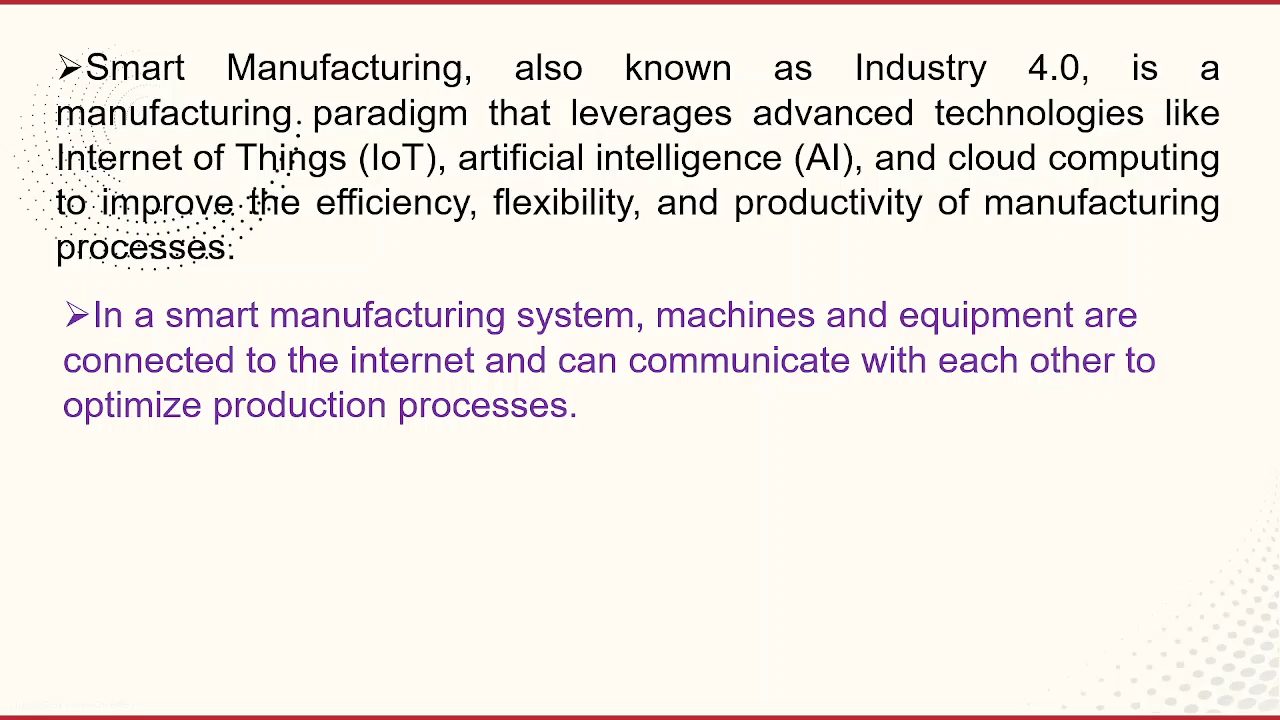 ➢Smart Manufacturing, also known as Industry 4.0, is a
manufacturing paradigm that leverages advanced technologies like
Internet of Things (IoT), artificial intelligence (AI), and cloud computing
to improve the efficiency, flexibility, and productivity of manufacturing
processes.
➢In a smart manufacturing system, machines and equipment are
connected to the internet and can communicate with each other to
optimize production processes.